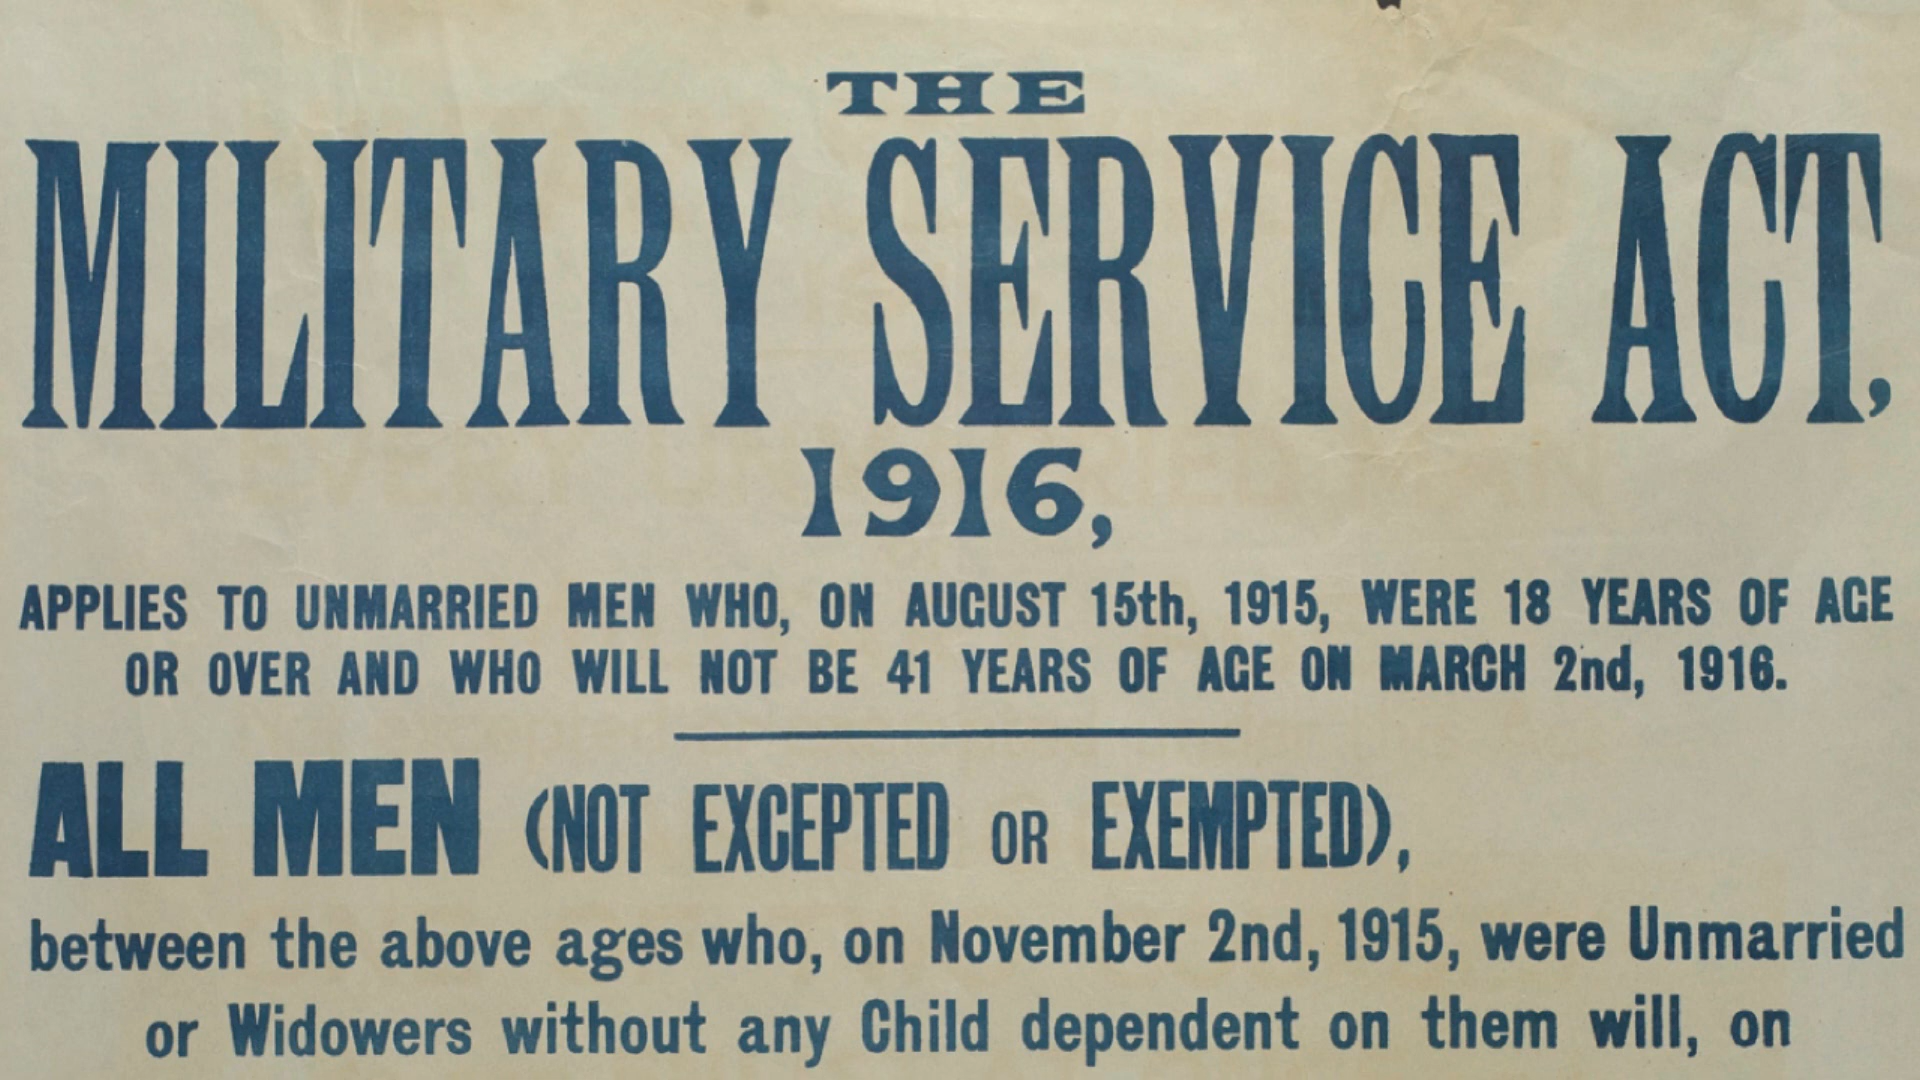 THE
MILITARY SERVICE ACT,
1916,
APPLIES TO UNMARRIED MEN WHO, ON AUGUST 15th, 1915, WERE 18 YEARS OF AGE
OR OVER AND WHO WILL NOT BE 41 YEARS OF AGE ON MARCH 2nd, 1916.
ALL MEN (NOT EXCEPTED OR EXEMPTED),
between the above ages who, on November 2nd, 1915, were Unmarried
or Widowers without any Child dependent on them will, on